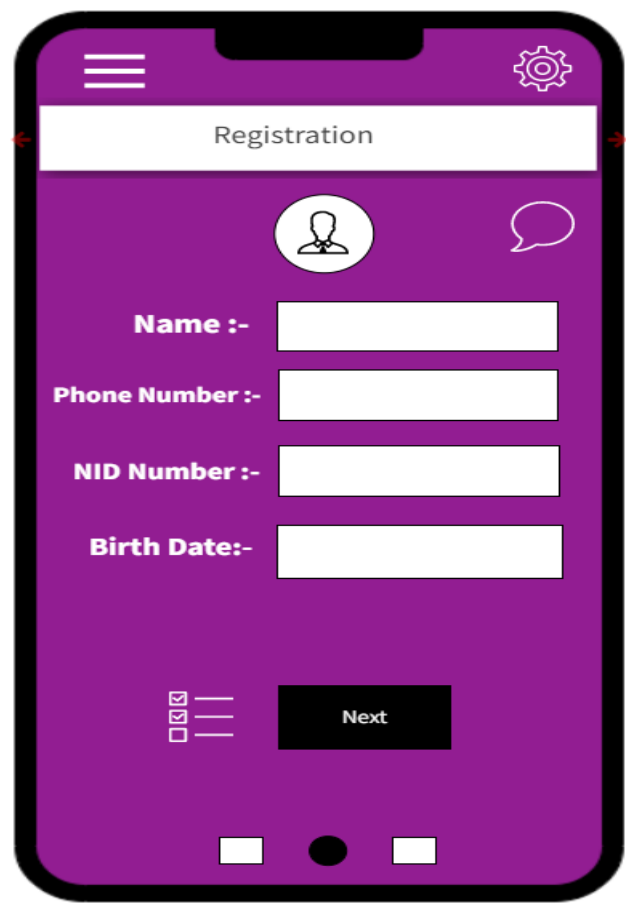 Registration
Name :-
Phone Number :-
NID Number :-
Birth Date:-
Next